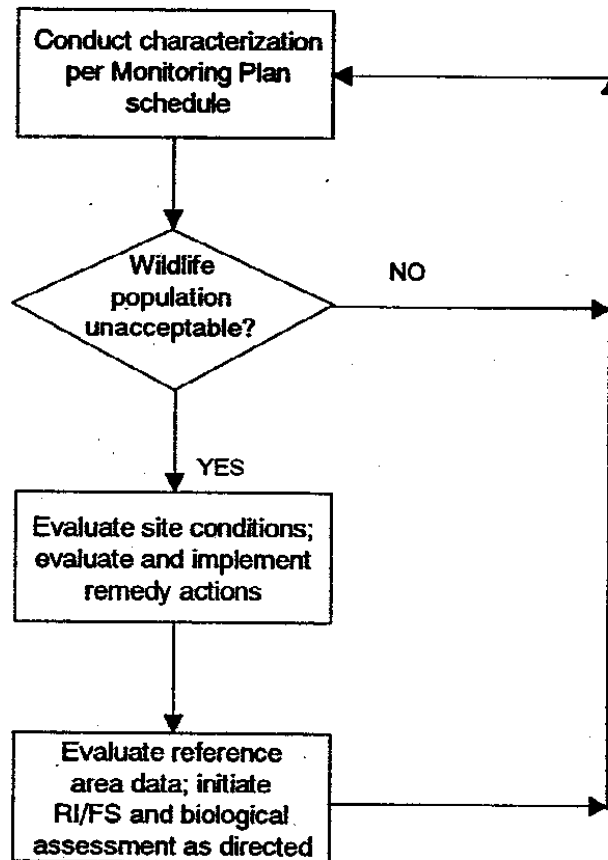 Conduct characterization
per Monitoring Plan
schedule
Wildlife
population
unacceptable?
NO
YES
Evaluate site conditions;
evaluate and implement
remedy actions
Evaluate reference
area data; initiate
RI/FS and biological
assessment as directed